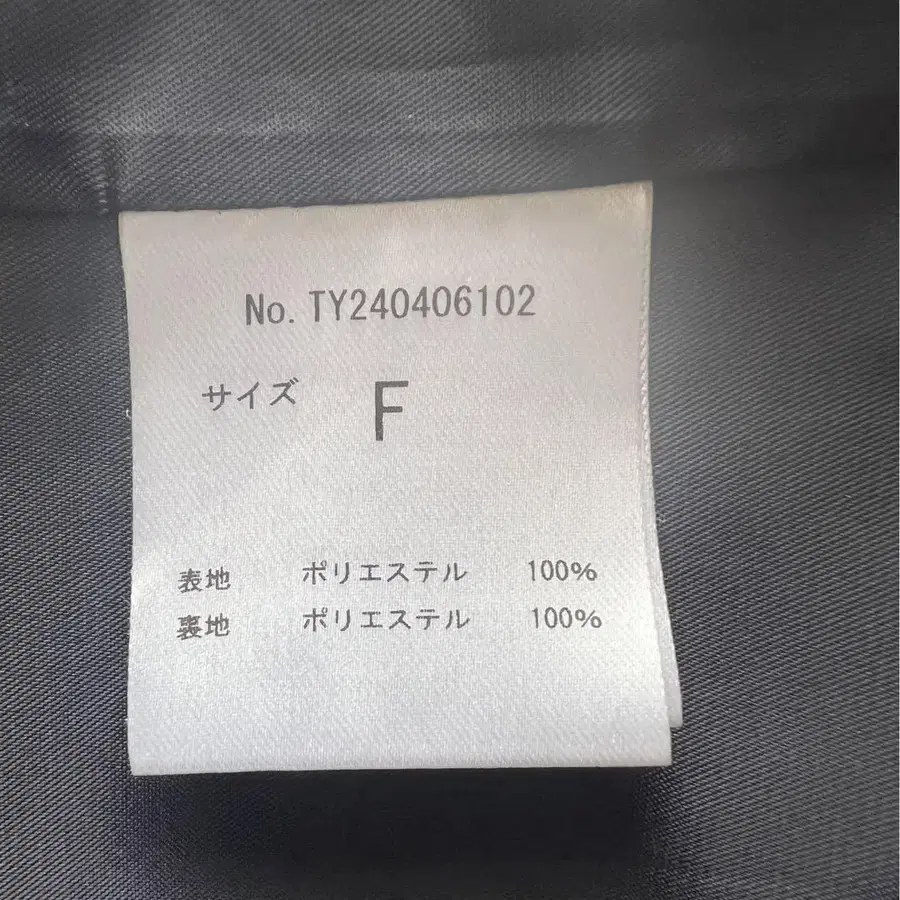 No. TY240406102
サイズ F
表地 ポリエステル 100%
裏地 ポリエステル 100%